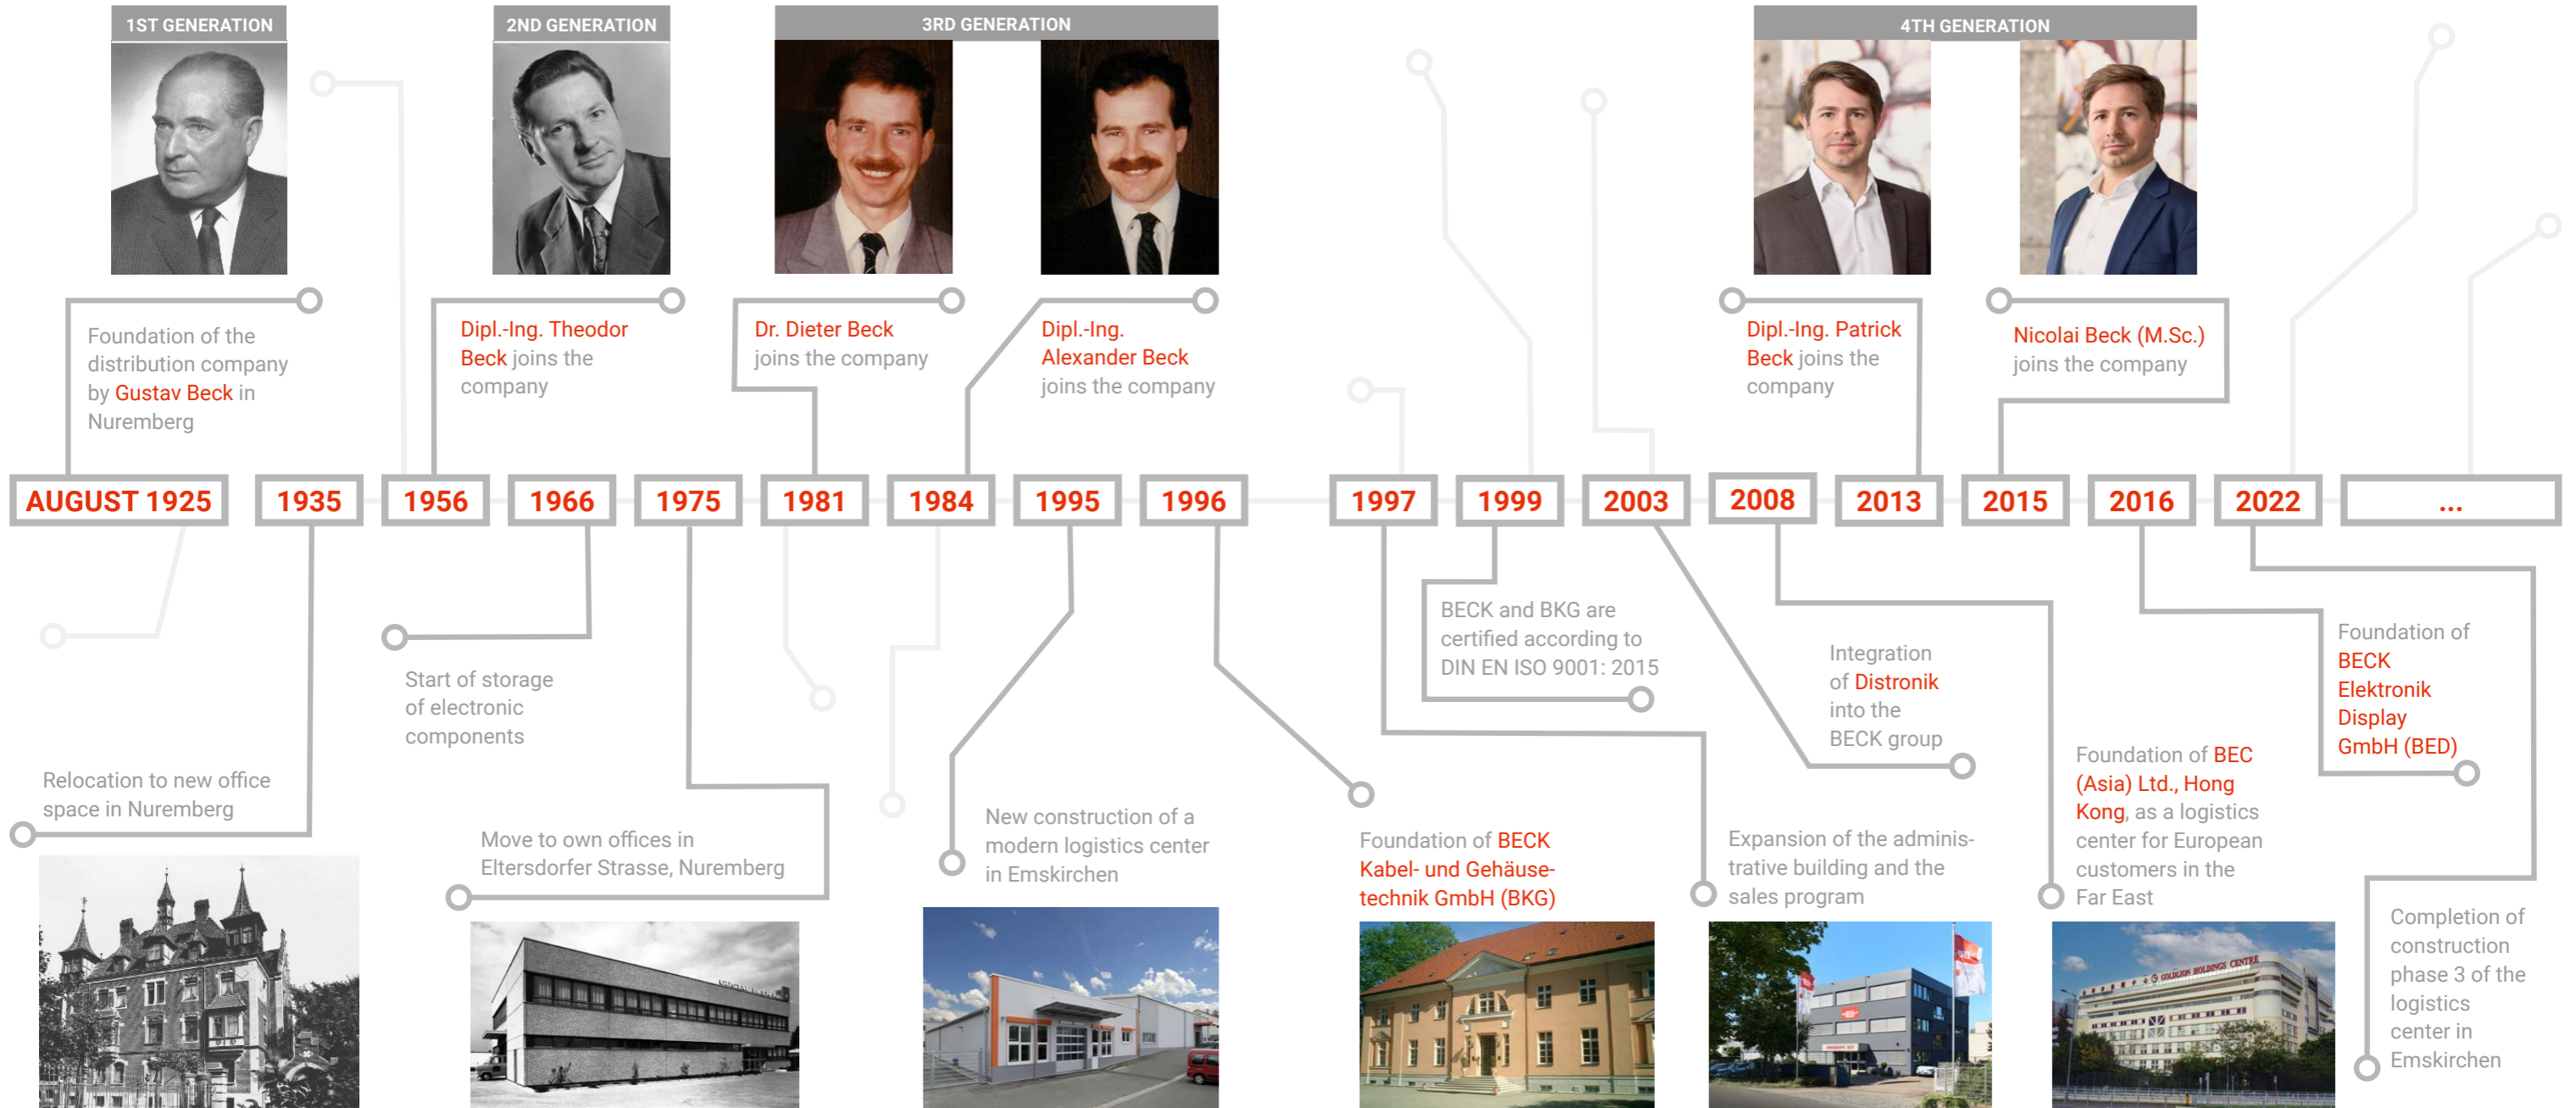 1ST GENERATION
2ND GENERATION
3RD GENERATION
4TH GENERATION
Foundation of the
distribution company
by Gustav Beck in
Nuremberg
Dipl.-Ing. Theodor
Beck joins the
company
Dr. Dieter Beck
joins the company
Dipl.-Ing.
Alexander Beck
joins the company
Dipl.-Ing. Patrick
Beck joins the
company
Nicolai Beck (M.Sc.)
joins the company
AUGUST 1925
1935
1956
1966
1975
1981
1984
1995
1996
1997
1999
2003
2008
2013
2015
2016
2022
...
Relocation to new office
space in Nuremberg
Start of storage
of electronic
components
Move to own offices in
Eltersdorfer Strasse, Nuremberg
New construction of a
modern logistics center
in Emskirchen
Foundation of BECK
Kabel- und Gehäuse-
technik GmbH (BKG)
BECK and BKG are
certified according to
DIN EN ISO 9001: 2015
Expansion of the adminis-
trative building and the
sales program
Integration
of Distronik
into the
BECK group
Foundation of BEC
(Asia) Ltd., Hong
Kong, as a logistics
center for European
customers in the
Far East
Foundation of
BECK
Elektronik
Display
GmbH (BED)
Completion of
construction
phase 3 of the
logistics
center in
Emskirchen
GOLDLION HOLDINGS CENTRE